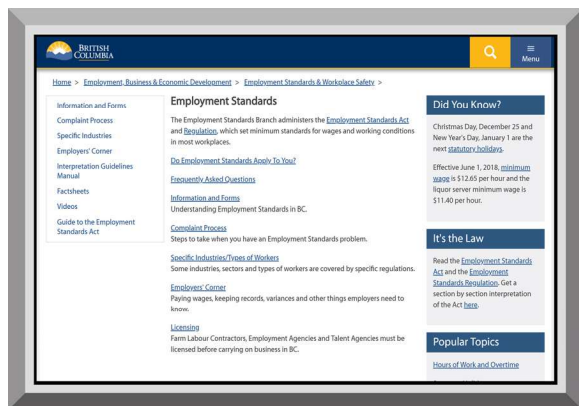 BRITISH
COLUMBIA
Menu
Home > Employment, Business & Economic Development > Employment Standards & Workplace Safety >
Information and Forms
Complaint Process
Specific Industries
Employers' Corner
Interpretation Guidelines
Manual
Factsheets
Videos
Guide to the Employment
Standards Act
Employment Standards
The Employment Standards Branch administers the Employment Standards Act
and Regulation, which set minimum standards for wages and working conditions
in most workplaces.
Do Employment Standards Apply To You?
Frequently Asked Questions
Information and Forms
Understanding Employment Standards in BC.
Complaint Process
Steps to take when you have an Employment Standards problem.
Specific Industries/Types of Workers
Some industries, sectors and types of workers are covered by specific regulations.
Employers' Corner
Paying wages, keeping records, variances and other things employers need to
know.
Licensing
Farm Labour Contractors, Employment Agencies and Talent Agencies must be
licensed before carrying on business in BC.
Did You Know?
Christmas Day, December 25 and
New Year's Day, January 1 are the
next statutory holidays.
Effective June 1, 2018, minimum
wage is $12.65 per hour and the
liquor server minimum wage is
$11.40 per hour.
It's the Law
Read the Employment Standards
Act and the Employment
Standards Regulation. Get a
section by section interpretation
of the Act here.
Popular Topics
Hours of Work and Overtime